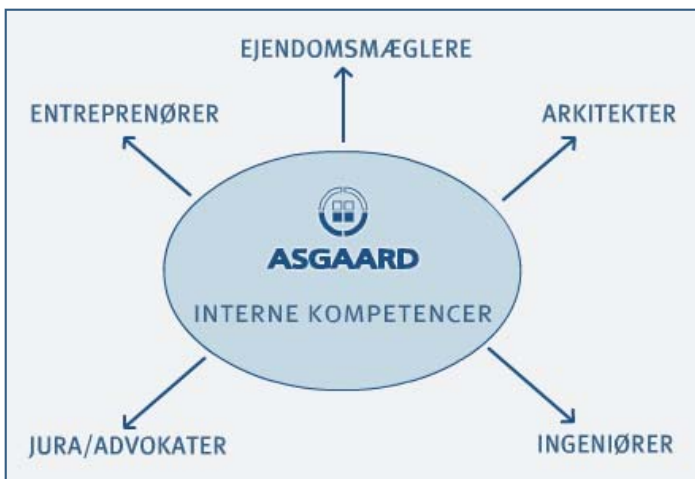 EJENDOMSMÆGLERE
ENTREPRENØRER
ARKITEKTER
ASGAARD
INTERNE KOMPETENCER
JURA/ADVOKATER
INGENIØRER